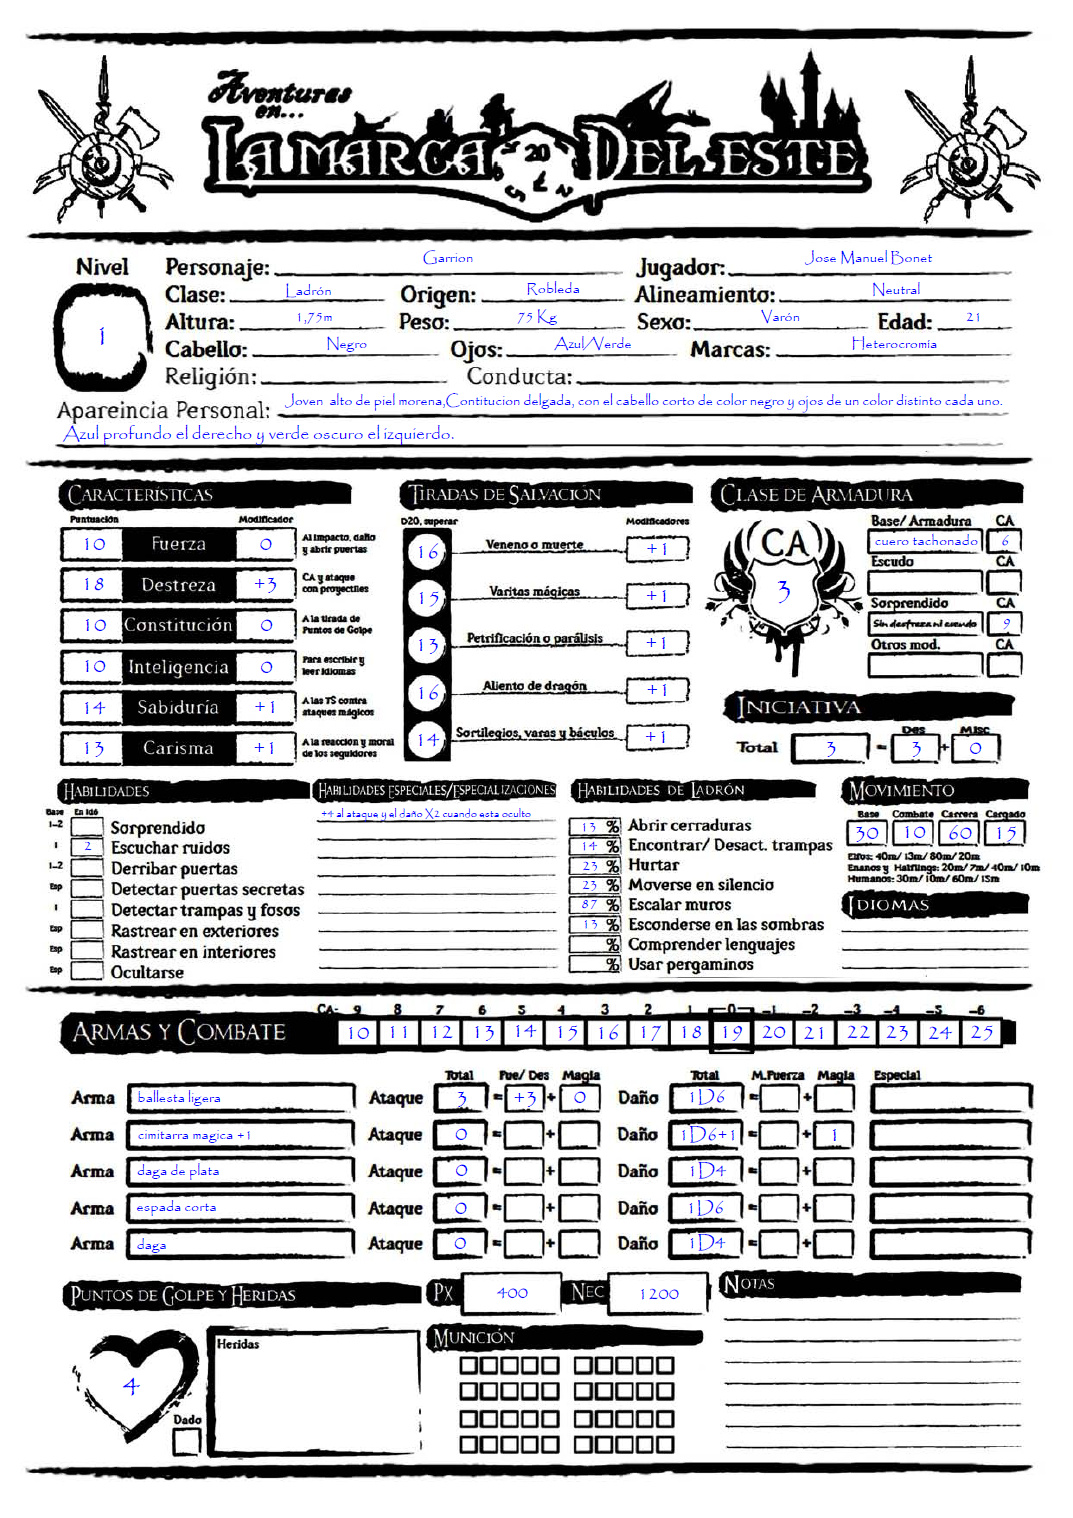 Aventuras
en...
LA MARCA DEL ESTE
20
Nivel
1
Personaje: Garrion Jugador: Jose Manuel Bonet
Clase: Ladrón Origen: Robleda Alineamiento: Neutral
Altura: 1,75m Peso: 75 Kg Sexo: Varón Edad: 21
Cabello: Negro Ojos: Azul/Verde Marcas: Heterocromia
Religión: Conducta:
Apareincia Personal: Joven alto de piel morena,Contitucion delgada, con el cabello corto de color negro y ojos de un color distinto cada uno.
Azul profundo el derecho y verde oscuro el izquierdo.
CARACTERÍSTICAS
Puntuación Modificador
10 Fuerza 0 Al impacto, daño y abrir puertas
18 Destreza +3 CA y ataque con proyectiles
10 Constitución 0 A la tirada de Puntos de Golpe
10 Inteligencia 0 Para escribir y leer idiomas
14 Sabiduría +1 A las TS contra ataques mágicos
13 Carisma +1 A la reacción y moral de los seguidores
TIRADAS DE SALVACIÓN
D20, superar Modificadores
16 Veneno o muerte +1
15 Varitas mágicas +1
13 Petrificación o parálisis +1
16 Aliento de dragón +1
14 Sortilegios, varas y báculos +1
CLASE DE ARMADURA
CA
3
Base/ Armadura CA
cuero tachonado 6
Escudo CA
Sorprendido CA
Sin destreza ni escudo 9
Otros mod. CA
INICIATIVA
Des Misc
Total 3 = 3 + 0
HABILIDADES
Base En 1d6
1-2 Sorprendido
1 2 Escuchar ruidos
1-2 Derribar puertas
Esp Detectar puertas secretas
1 Detectar trampas y fosos
Esp Rastrear en exteriores
Esp Rastrear en interiores
Esp Ocultarse
HABILIDADES ESPECIALES/ESPECIALIZACIONES
+4 al ataque y el daño X2 cuando esta oculto
HABILIDADES DE LADRÓN
13 % Abrir cerraduras
14 % Encontrar/ Desact. trampas
23 % Hurtar
23 % Moverse en silencio
87 % Escalar muros
13 % Esconderse en las sombras
% Comprender lenguajes
% Usar pergaminos
MOVIMIENTO
Base Combate Carrera Cargado
30 10 60 15
Elfos: 40m/ 13m/ 80m/ 20m
Enanos y Halflings: 20m/ 7m/ 40m/ 10m
Humanos: 30m/ 10m/ 60m/ 15m
IDIOMAS
ARMAS Y COMBATE
CA- 9 8 7 6 5 4 3 2 1 0 -1 -2 -3 -4 -5 -6
10 11 12 13 14 15 16 17 18 19 20 21 22 23 24 25
Total Fue/ Des Magia Total M.Fuerza Magia Especial
Arma ballesta ligera Ataque 3 = +3 + 0 Daño 1D6 = +
Arma cimitarra magica +1 Ataque 0 = + Daño 1D6+1 = + 1
Arma daga de plata Ataque 0 = + Daño 1D4 = +
Arma espada corta Ataque 0 = + Daño 1D6 = +
Arma daga Ataque 0 = + Daño 1D4 = +
PUNTOS DE GOLPE Y HERIDAS
4
Dado
Heridas
PX 400 NEC 1200
MUNICIÓN
NOTAS